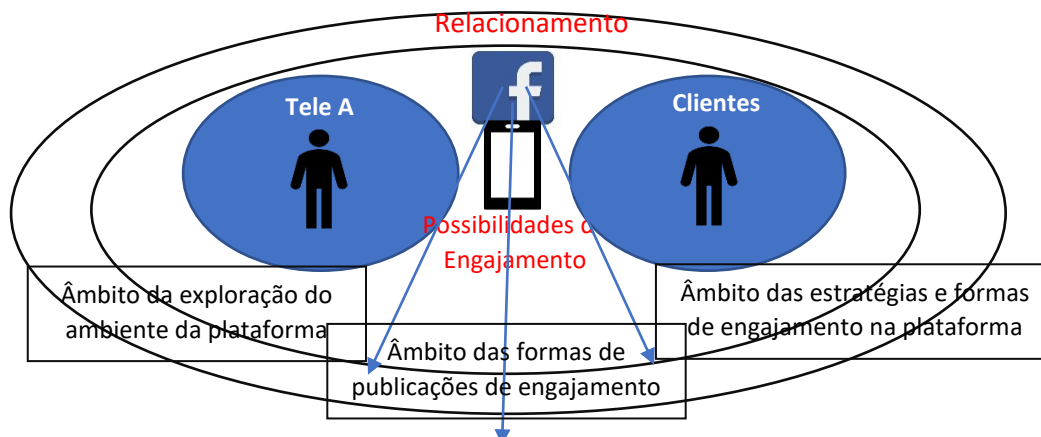 Relacionamento
Tele A
Clientes
Possibilidades d
Engajamento
Âmbito da exploração do
ambiente da plataforma
Âmbito das estratégias e formas
de engajamento na plataforma
Âmbito das formas de
publicações de engajamento